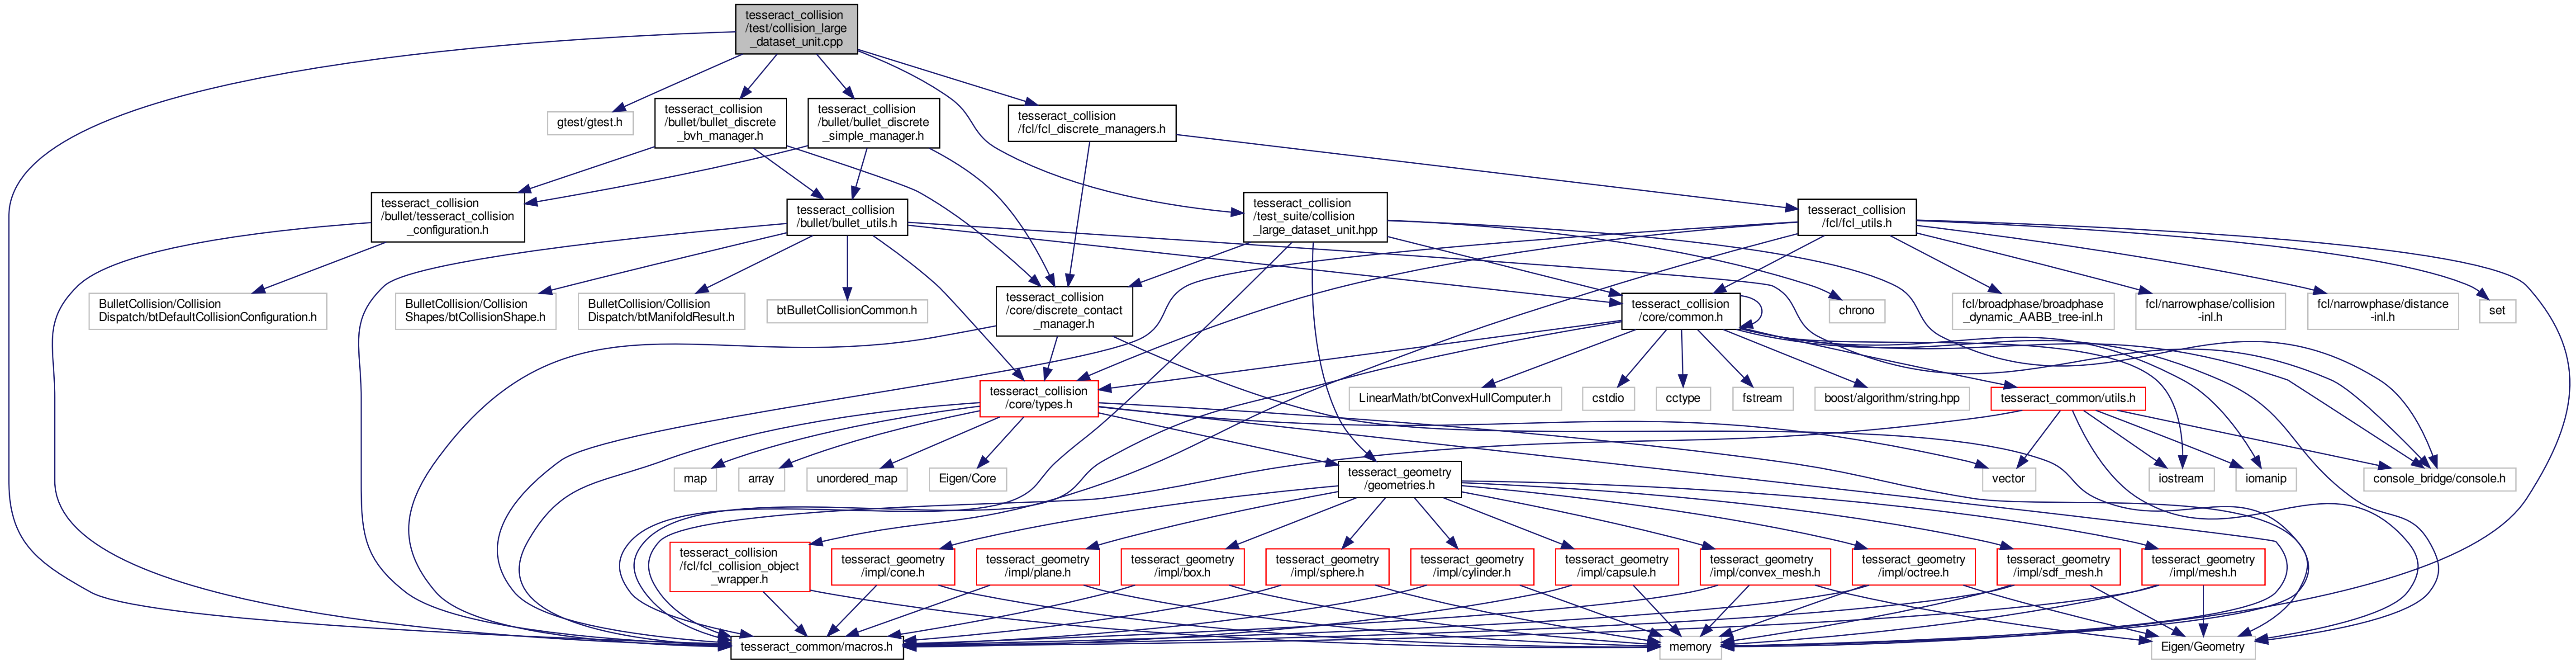 tesseract_collision
/test/collision_large
_dataset_unit.cpp
gtest/gtest.h
tesseract_collision
/bullet/bullet_discrete
_bvh_manager.h
tesseract_collision
/bullet/bullet_discrete
_simple_manager.h
tesseract_collision
/fcl/fcl_discrete_managers.h
tesseract_collision
/bullet/tesseract_collision
_configuration.h
tesseract_collision
/bullet/bullet_utils.h
tesseract_collision
/test_suite/collision
_large_dataset_unit.hpp
tesseract_collision
/fcl/fcl_utils.h
BulletCollision/Collision
Dispatch/btDefaultCollisionConfiguration.h
BulletCollision/Collision
Shapes/btCollisionShape.h
BulletCollision/Collision
Dispatch/btManifoldResult.h
btBulletCollisionCommon.h
tesseract_collision
/core/discrete_contact
_manager.h
tesseract_collision
/core/common.h
chrono
fcl/broadphase/broadphase
_dynamic_AABB_tree-inl.h
fcl/narrowphase/collision
-inl.h
fcl/narrowphase/distance
-inl.h
set
tesseract_collision
/core/types.h
LinearMath/btConvexHullComputer.h
cstdio
cctype
fstream
boost/algorithm/string.hpp
tesseract_common/utils.h
map
array
unordered_map
Eigen/Core
tesseract_geometry
/geometries.h
vector
iostream
iomanip
console_bridge/console.h
tesseract_collision
/fcl/fcl_collision_object
_wrapper.h
tesseract_geometry
/impl/cone.h
tesseract_geometry
/impl/plane.h
tesseract_geometry
/impl/box.h
tesseract_geometry
/impl/sphere.h
tesseract_geometry
/impl/cylinder.h
tesseract_geometry
/impl/capsule.h
tesseract_geometry
/impl/convex_mesh.h
tesseract_geometry
/impl/octree.h
tesseract_geometry
/impl/sdf_mesh.h
tesseract_geometry
/impl/mesh.h
tesseract_common/macros.h
memory
Eigen/Geometry